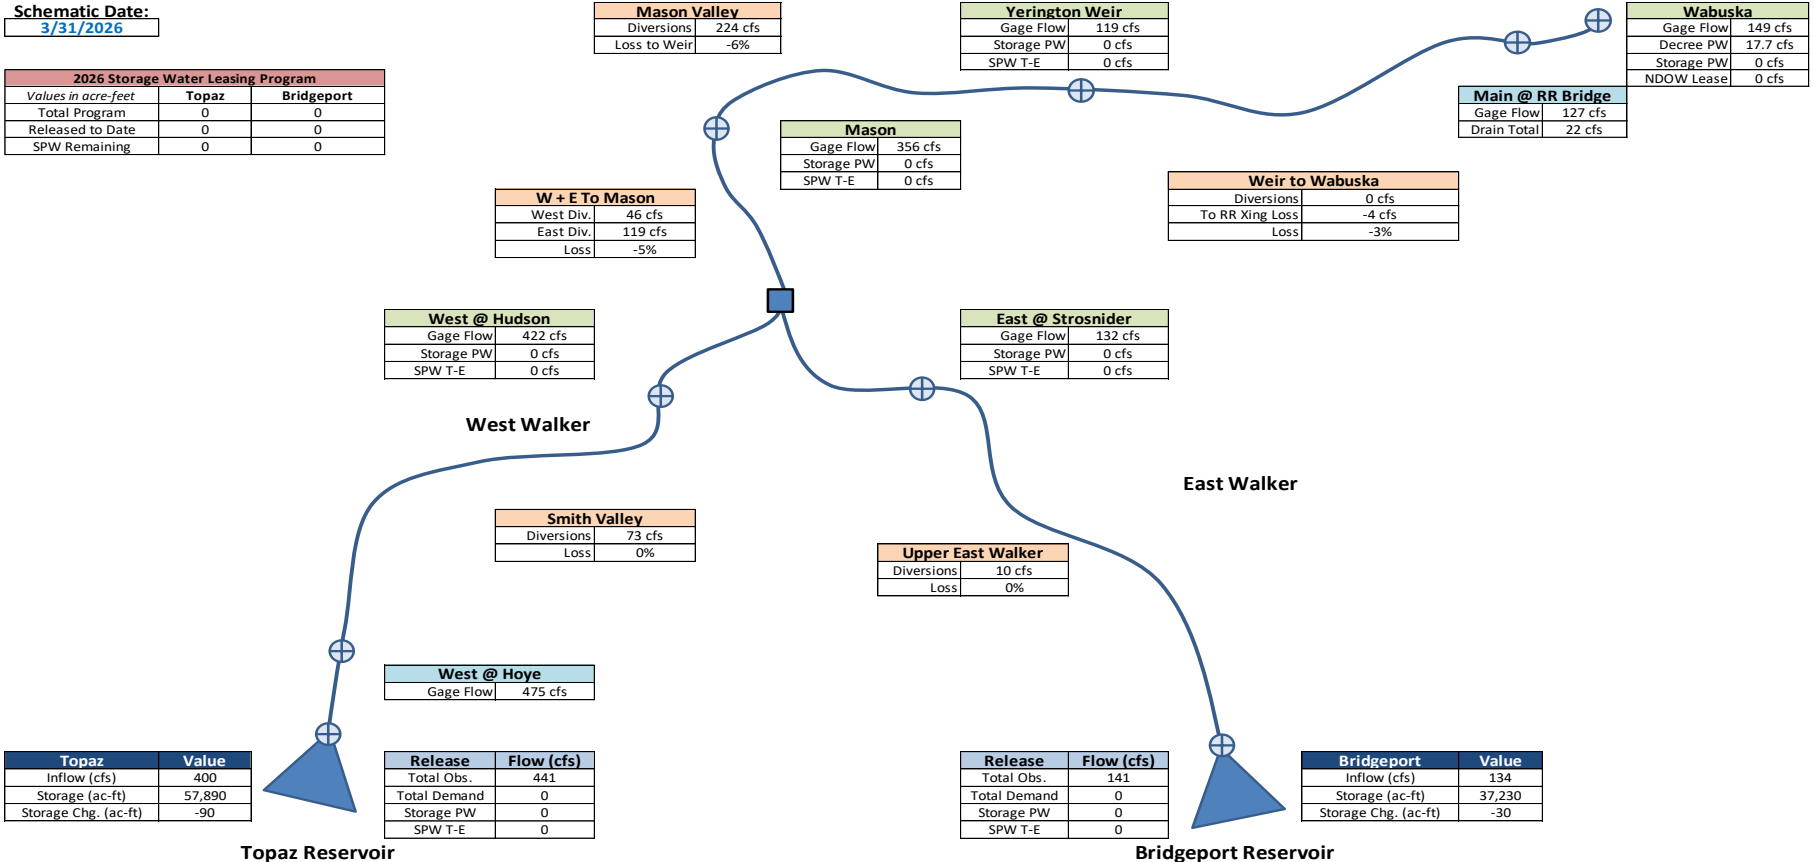 Schematic Date:
3/31/2026
2026 Storage Water Leasing Program
Values in acre-feet Topaz Bridgeport
Total Program 0 0
Released to Date 0 0
SPW Remaining 0 0
Mason Valley
Diversions 224 cfs
Loss to Weir -6%
Yerington Weir
Gage Flow 119 cfs
Storage PW 0 cfs
SPW T-E 0 cfs
Wabuska
Gage Flow 149 cfs
Decree PW 17.7 cfs
Storage PW 0 cfs
NDOW Lease 0 cfs
Main @ RR Bridge
Gage Flow 127 cfs
Drain Total 22 cfs
Mason
Gage Flow 356 cfs
Storage PW 0 cfs
SPW T-E 0 cfs
Weir to Wabuska
Diversions 0 cfs
To RR Xing Loss -4 cfs
Loss -3%
W + E To Mason
West Div. 46 cfs
East Div. 119 cfs
Loss -5%
West @ Hudson
Gage Flow 422 cfs
Storage PW 0 cfs
SPW T-E 0 cfs
East @ Strosnider
Gage Flow 132 cfs
Storage PW 0 cfs
SPW T-E 0 cfs
West Walker
East Walker
Smith Valley
Diversions 73 cfs
Loss 0%
Upper East Walker
Diversions 10 cfs
Loss 0%
West @ Hoye
Gage Flow 475 cfs
Topaz Value
Inflow (cfs) 400
Storage (ac-ft) 57,890
Storage Chg. (ac-ft) -90
Release Flow (cfs)
Total Obs. 441
Total Demand 0
Storage PW 0
SPW T-E 0
Topaz Reservoir
Release Flow (cfs)
Total Obs. 141
Total Demand 0
Storage PW 0
SPW T-E 0
Bridgeport Value
Inflow (cfs) 134
Storage (ac-ft) 37,230
Storage Chg. (ac-ft) -30
Bridgeport Reservoir